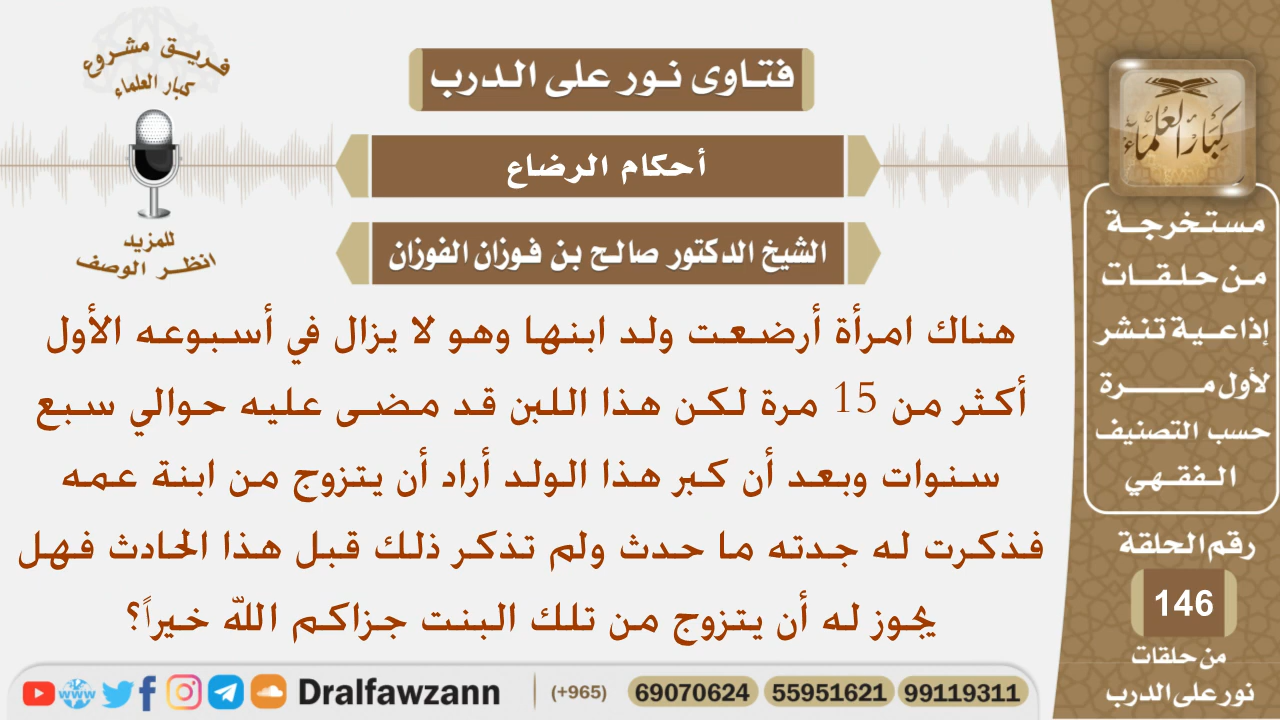 فريق مشروع
كبار العلماء
للمزيد
انظر الوصف
فتاوى نور على الدرب
أحكام الرضاع
الشيخ الدكتور صالح بن فوزان الفوزان
هناك امرأة أرضعت ولد ابنها وهو لا يزال في أسبوعه الأول
أكثر من 15 مرة لكن هذا اللبن قد مضى عليه حوالي سبع
سنوات وبعد أن كبر هذا الولد أراد أن يتزوج من ابنة عمه
فذكرت له جدته ما حدث ولم تذكر ذلك قبل هذا الحادث فهل
يجوز له أن يتزوج من تلك البنت جزاكم الله خيراً؟
كبار العلماء
مستخرجة
من حلقات
إذاعية تنشر
لأول مرة
حسب التصنيف
الفقهي
رقم الحلقة
146
من حلقات
نور على الدرب
www
Dralfawzann
(+965) 69070624 55951621 99119311